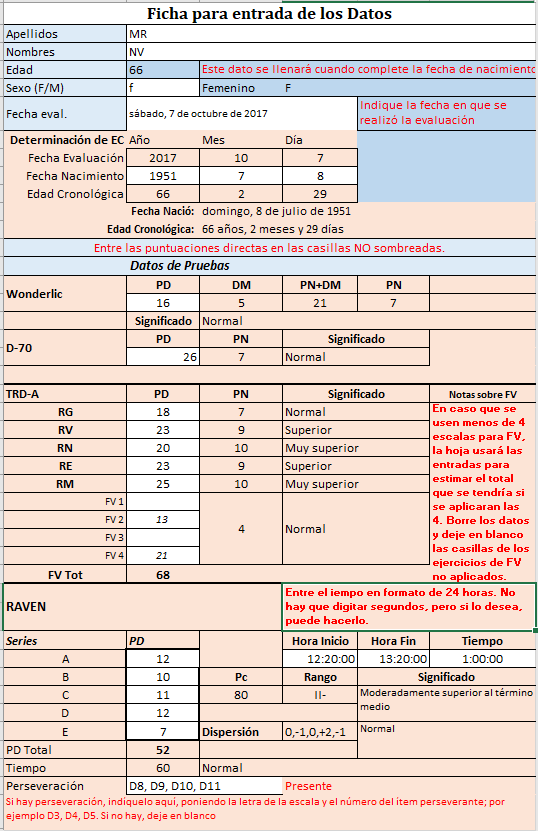 Ficha para entrada de los Datos
Apellidos MR
Nombres NV
Edad 66 Este dato se llenará cuando complete la fecha de nacimiento
Sexo (F/M) f Femenino F
Fecha eval. sábado, 7 de octubre de 2017 Indique la fecha en que se
realizó la evaluación
Determinación de EC Año Mes Día
Fecha Evaluación 2017 10 7
Fecha Nacimiento 1951 7 8
Edad Cronológica 66 2 29
Fecha Nació: domingo, 8 de julio de 1951
Edad Cronológica: 66 años, 2 meses y 29 días
Entre las puntuaciones directas en las casillas NO sombreadas.
Datos de Pruebas
Wonderlic PD DM PN+DM PN
16 5 21 7
Significado Normal
D-70 PD PN Significado
26 7 Normal
TRD-A PD PN Significado Notas sobre FV
RG 18 7 Normal
RV 23 9 Superior
RN 20 10 Muy superior
RE 23 9 Superior
RM 25 10 Muy superior
FV 1
FV 2 13
FV 3
FV 4 21
4 Normal
FV Tot 68
En caso que se
usen menos de 4
escalas para FV,
la hoja usará las
entradas para
estimar el total
que se tendría si
se aplicaran las
4. Borre los datos
y deje en blanco
las casillas de los
ejercicios de FV
no aplicados.
RAVEN
Entre el iempo en formato de 24 horas. No
hay que digitar segundos, pero si lo desea,
puede hacerlo.
Series PD Hora Inicio Hora Fin Tiempo
A 12 12:20:00 13:20:00 1:00:00
B 10 Pc Rango Significado
C 11 80 II- Moderadamente superior al término
medio
D 12
E 7 Dispersión 0,-1,0,+2,-1 Normal
PD Total 52
Tiempo 60 Normal
Perseveración D8, D9, D10, D11 Presente
Si hay perseveración, indíquelo aquí, poniendo la letra de la escala y el número del ítem perseverante; por
ejemplo D3, D4, D5. Si no hay, deje en blanco